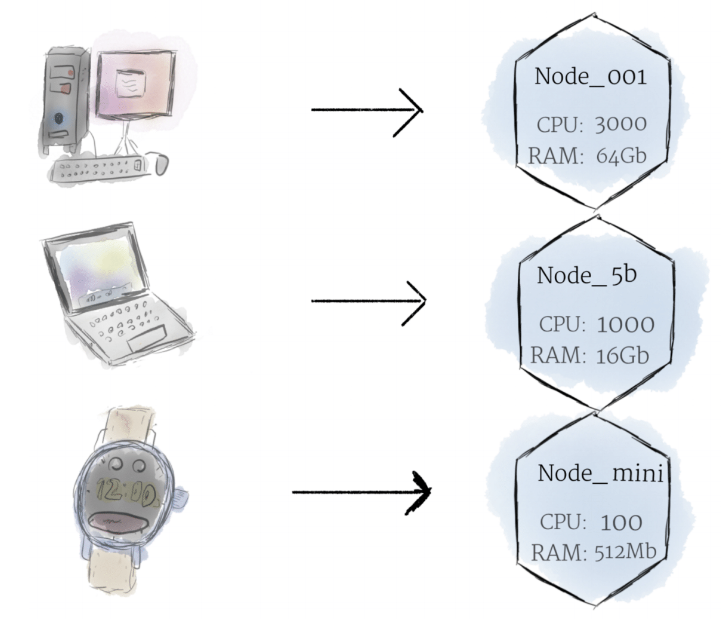 Node_001
CPU: 3000
RAM: 64Gb
Node_5b
CPU: 1000
RAM: 16Gb
12:00
Node_mini
CPU: 100
RAM: 512Mb